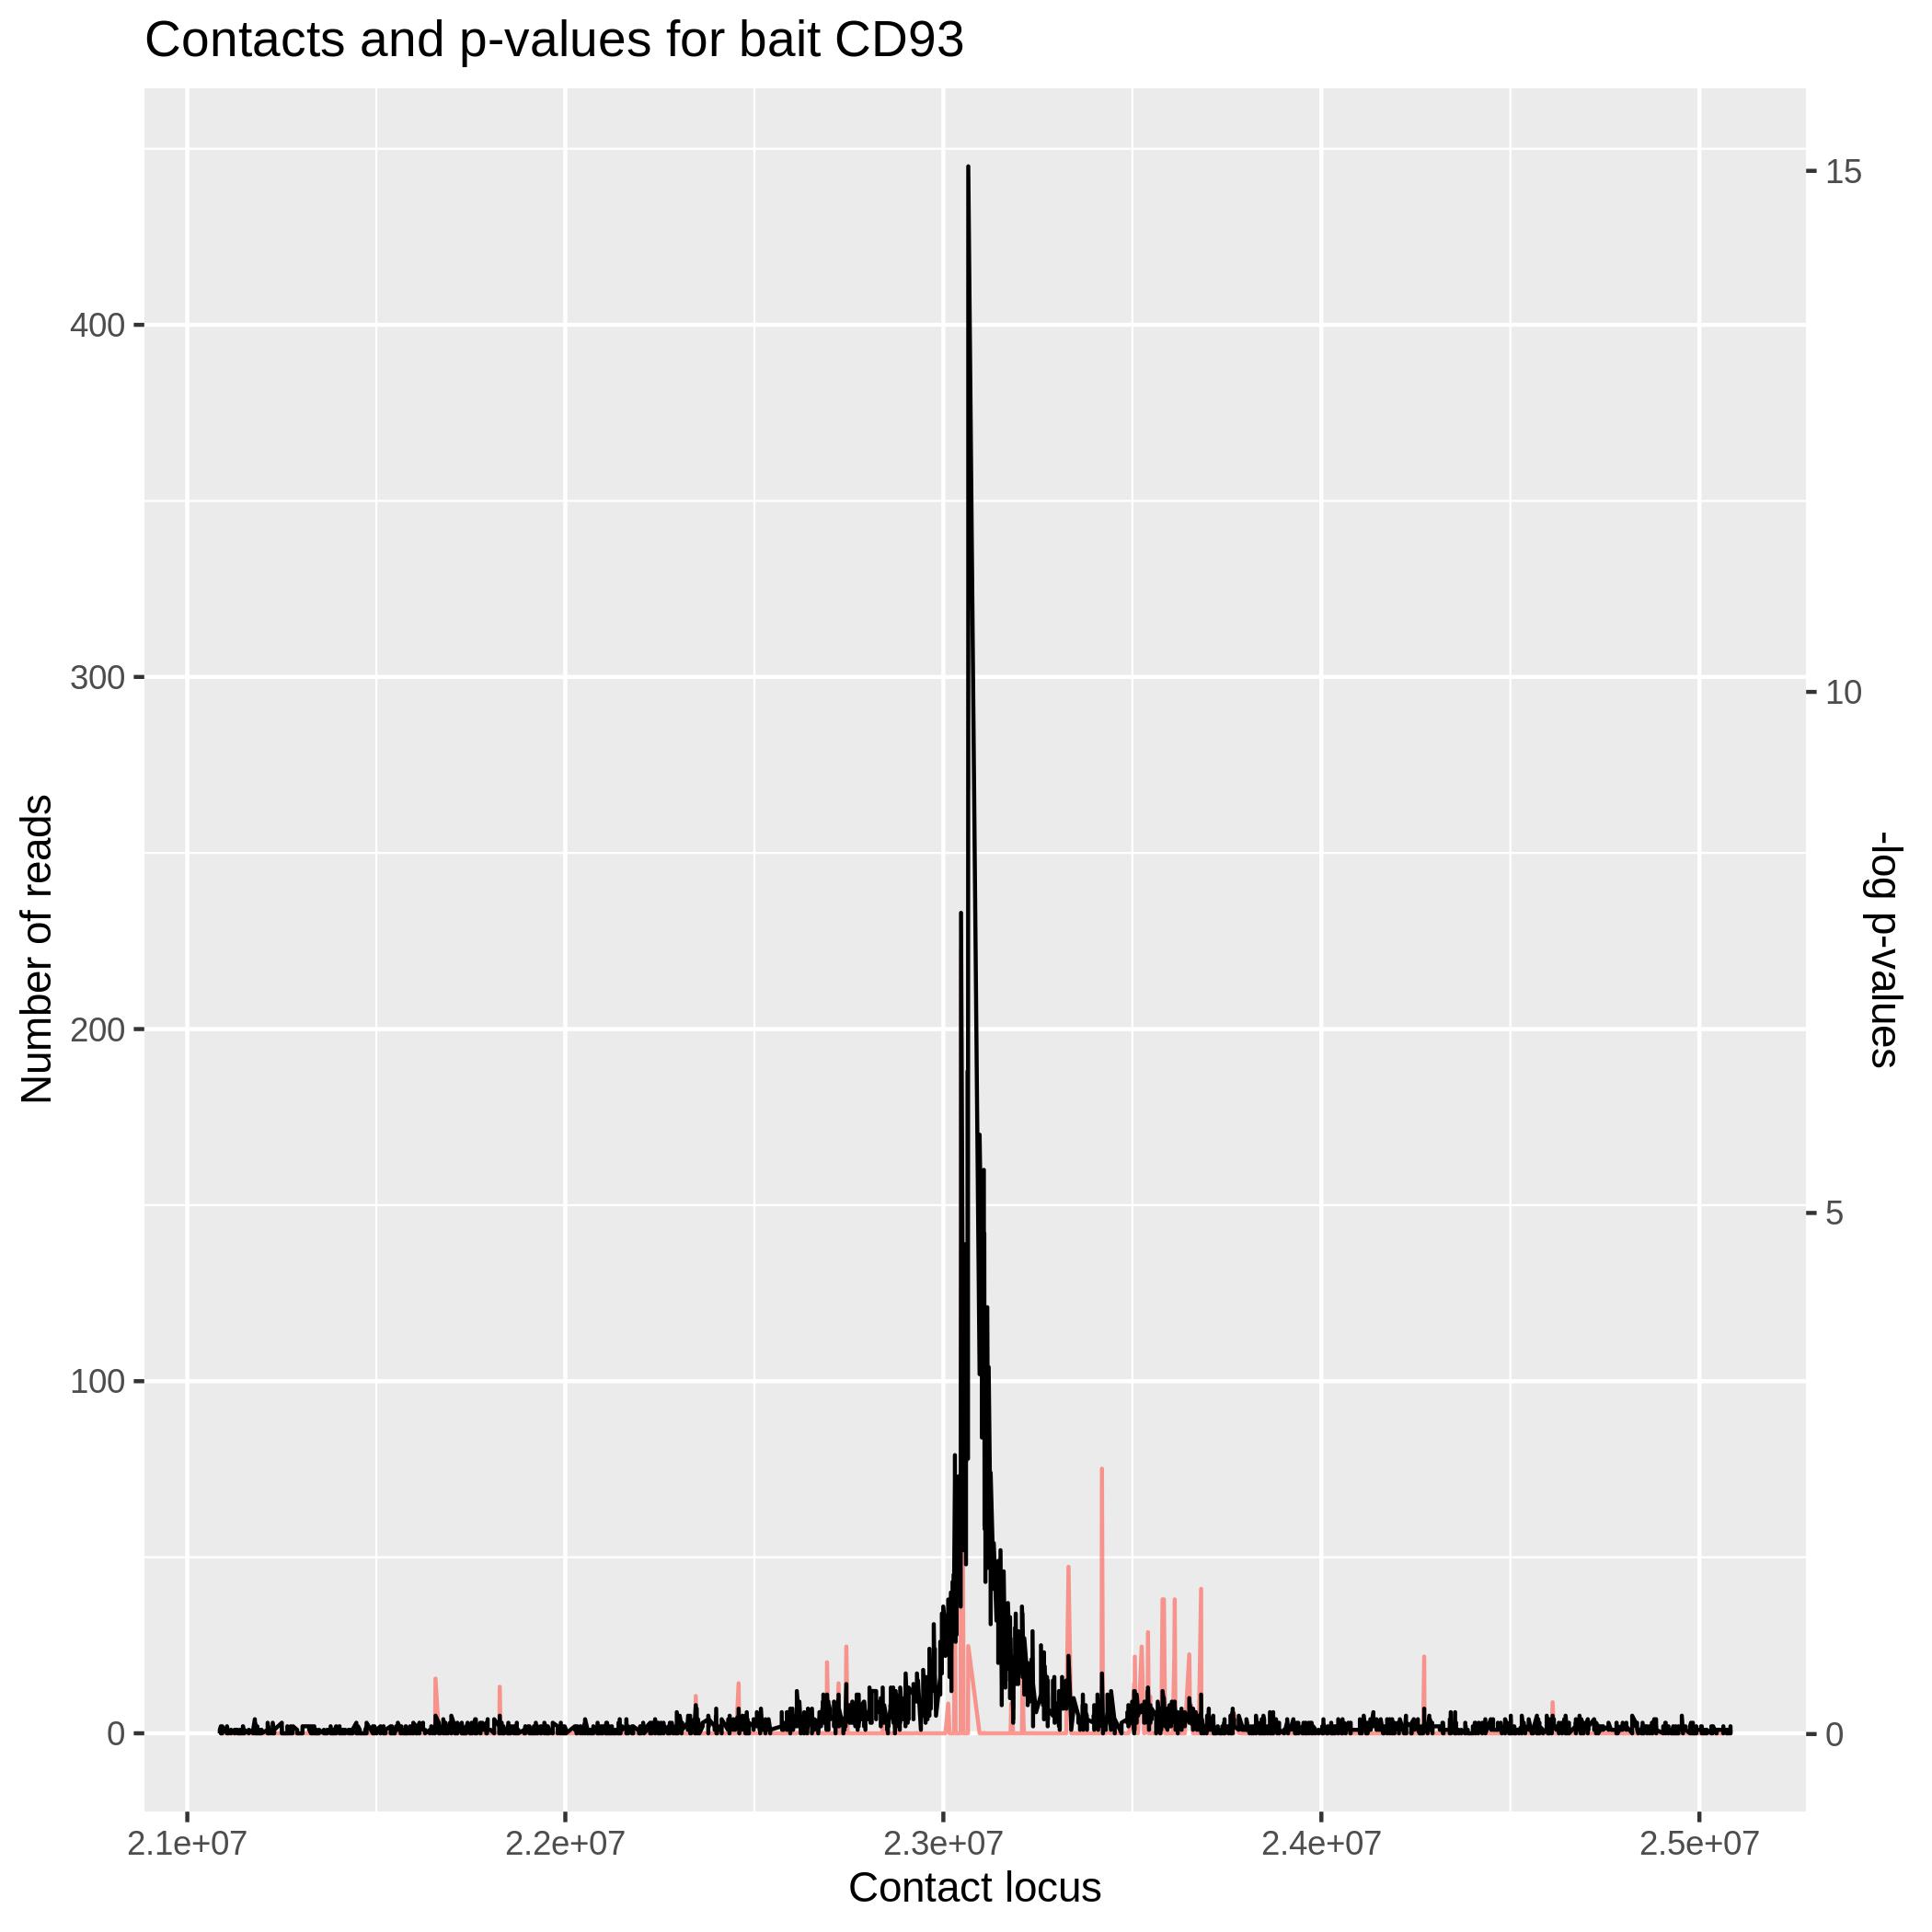 Contacts and p-values for bait CD93
Number of reads
400
300
200
100
0
15
10
5
0
-log p-values
2.1e+07 2.2e+07 2.3e+07 2.4e+07 2.5e+07
Contact locus